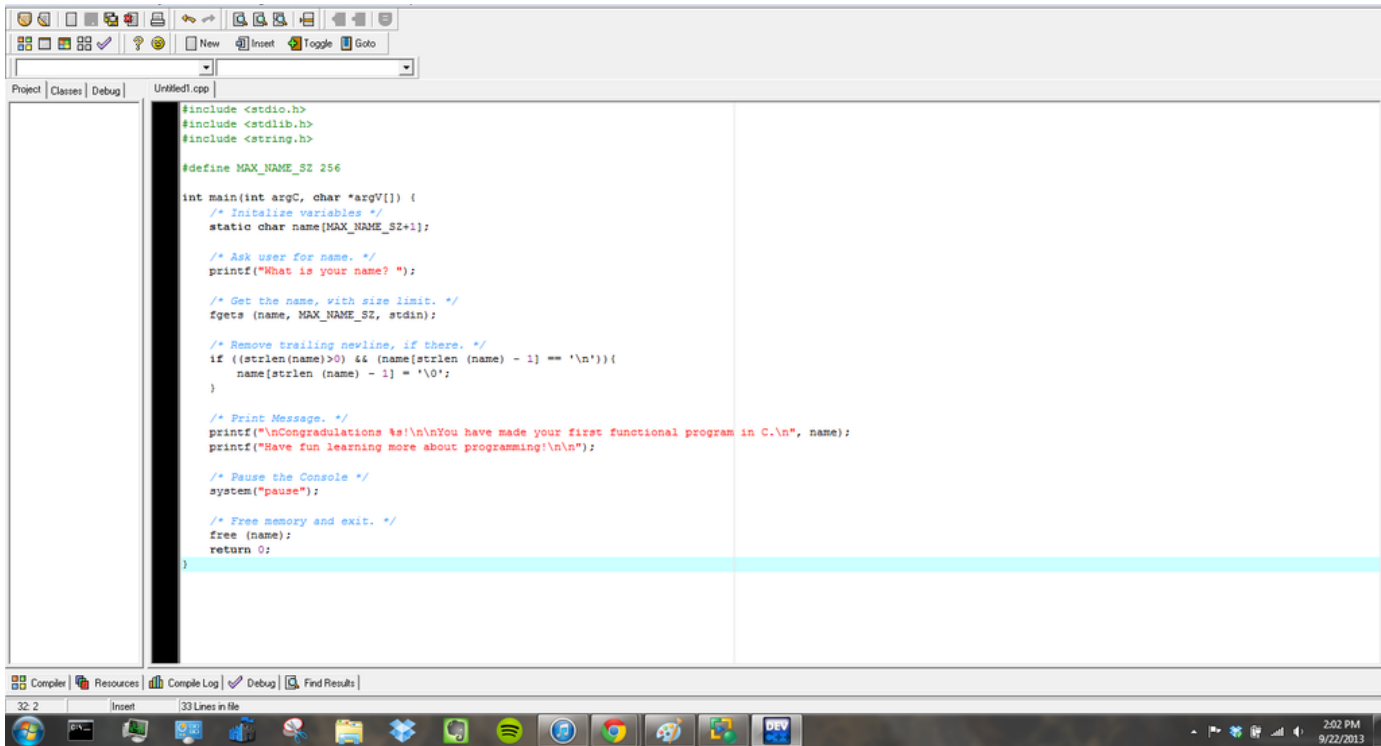 New Insert Toggle Goto
Project Classes Debug Untitled1.cpp
#include <stdio.h>
#include <stdlib.h>
#include <string.h>
#define MAX_NAME_SZ 256
int main(int argC, char *argV[]) {
/* Initalize variables */
static char name[MAX_NAME_SZ+1];
/* Ask user for name. */
printf("What is your name? ");
/* Get the name, with size limit. */
fgets (name, MAX_NAME_SZ, stdin);
/* Remove trailing newline, if there. */
if ((strlen(name)>0) && (name[strlen (name) - 1] == '\n')){
name[strlen (name) - 1] = '\0';
}
/* Print Message. */
printf("\nCongradulations %s!\n\nYou have made your first functional program in C.\n", name);
printf("Have fun learning more about programming!\n\n");
/* Pause the Console */
system("pause");
/* Free memory and exit. */
free (name);
return 0;
}
Compiler Resources Compile Log Debug Find Results
32: 2 Insert 33 Lines in file
C:\_ DEV C++ 2:02 PM
9/22/2013